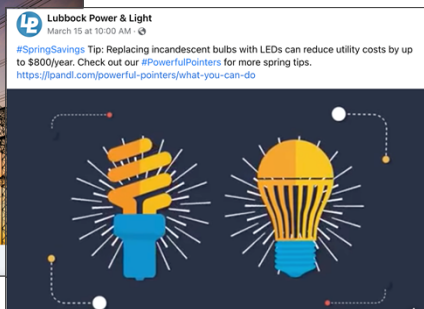 LP
Lubbock Power & Light
March 15 at 10:00 AM ·
#SpringSavings Tip: Replacing incandescent bulbs with LEDs can reduce utility costs by up
to $800/year. Check out our #PowerfulPointers for more spring tips.
https://lpandl.com/powerful-pointers/what-you-can-do